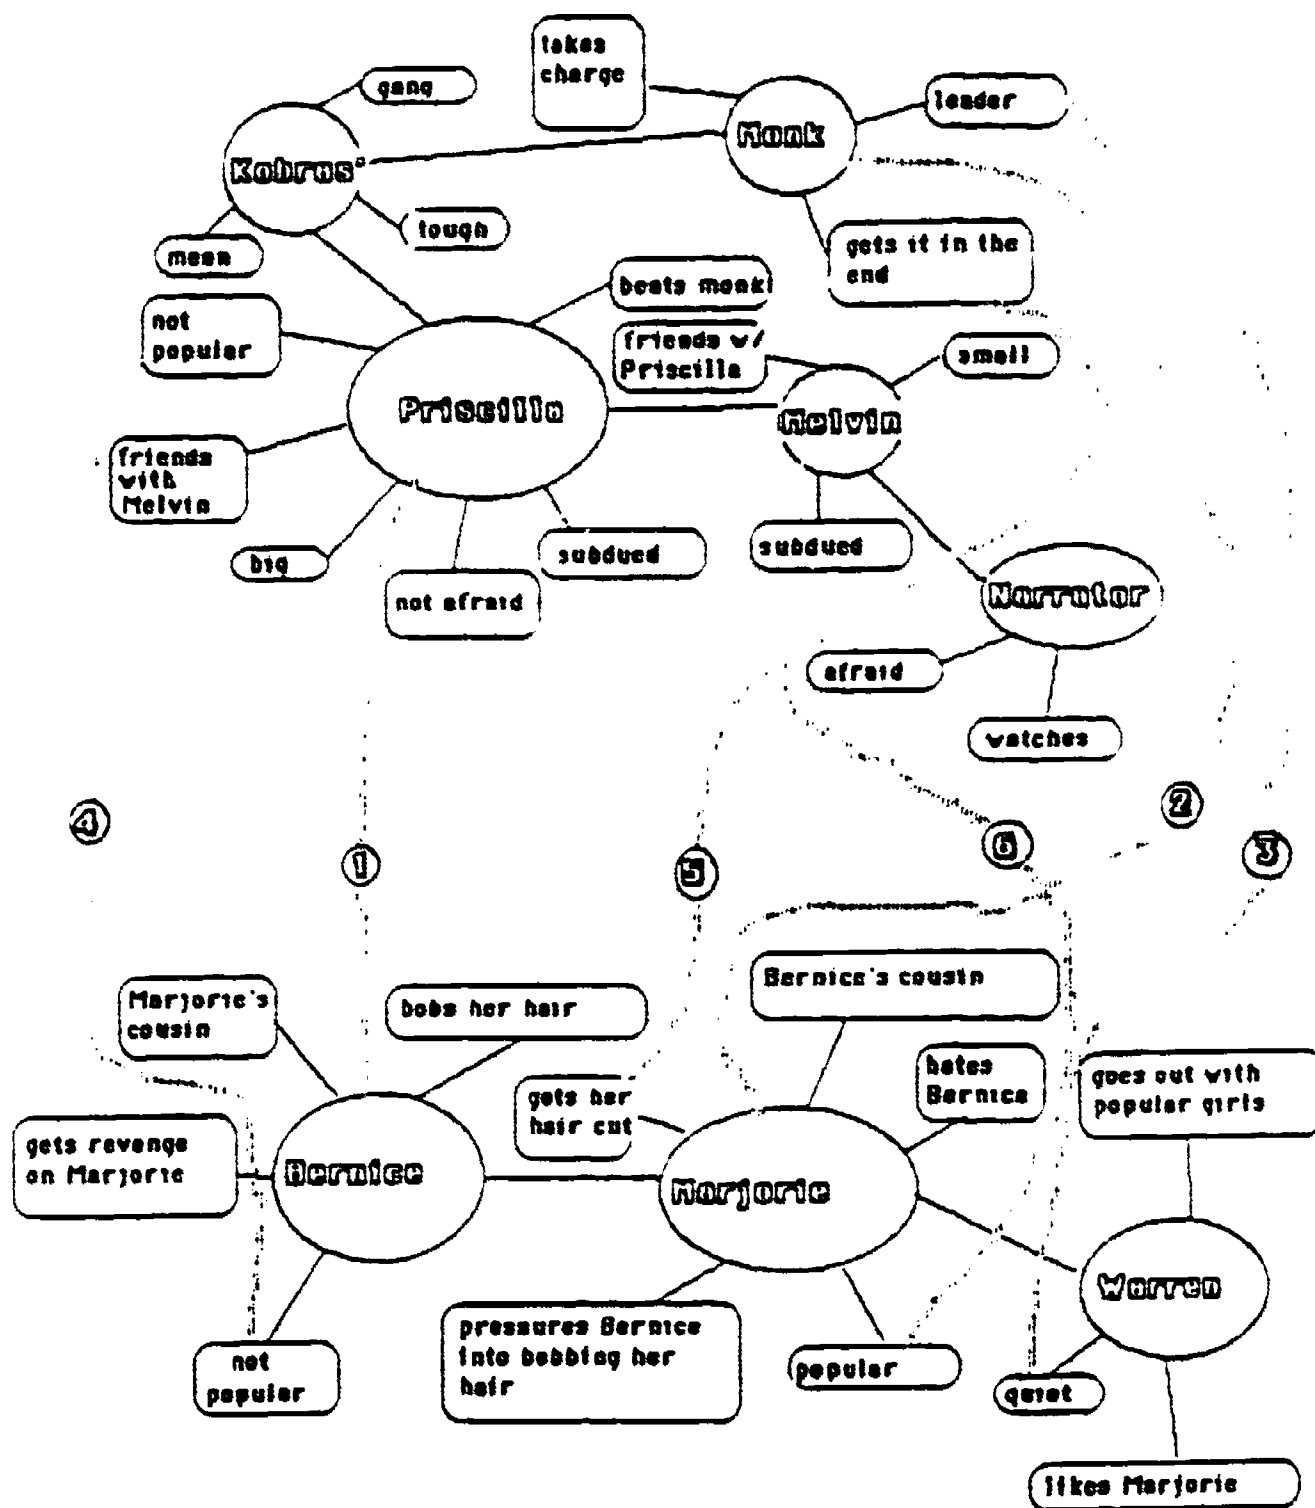 takes
charge
gang
leader
Monk
Kobras'
tough
mean
gets it in the
end
beats monk
not
popular
friends w/
Priscilla
small
Priscilla
Melvin
friends
with
Melvin
subdued
subdued
big
not afraid
Narrator
afraid
watches
4
1
5
6
2
3
Marjorie's
cousin
bobs her hair
Bernice's cousin
gets her
hair cut
hates
Bernice
goes out with
popular girls
gets revenge
on Marjorie
Bernice
Marjorie
Warren
pressures Bernice
into bobbing her
hair
not
popular
popular
quiet
likes Marjorie